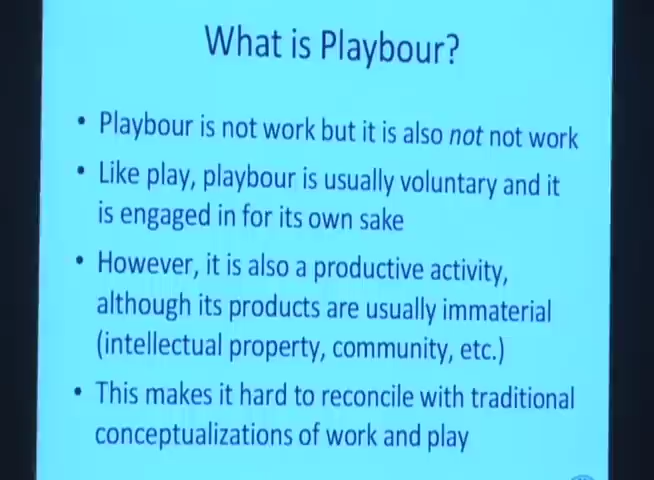 What is Playbour?
• Playbour is not work but it is also not not work
• Like play, playbour is usually voluntary and it
is engaged in for its own sake
• However, it is also a productive activity,
although its products are usually immaterial
(intellectual property, community, etc.)
• This makes it hard to reconcile with traditional
conceptualizations of work and play